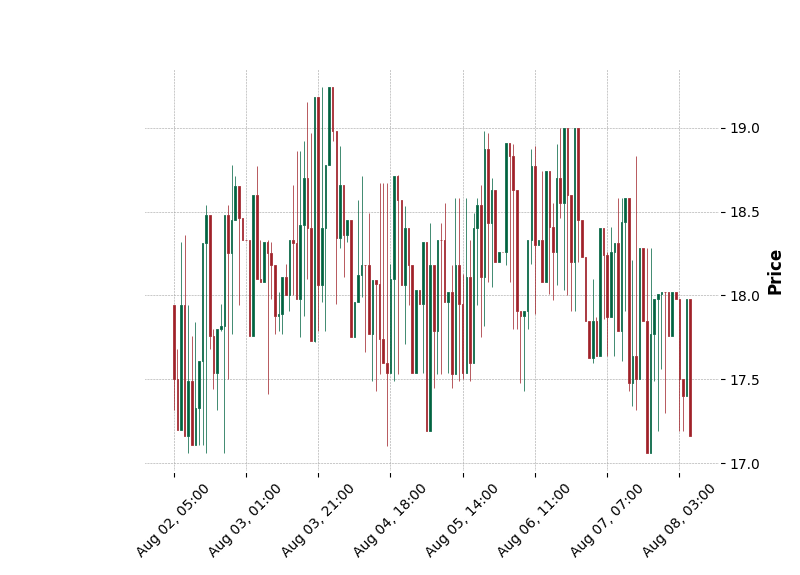 19.0
18.5
18.0
17.5
17.0
Price
Aug 02, 05:00
Aug 03, 01:00
Aug 03, 21:00
Aug 04, 18:00
Aug 05, 14:00
Aug 06, 11:00
Aug 07, 07:00
Aug 08, 03:00